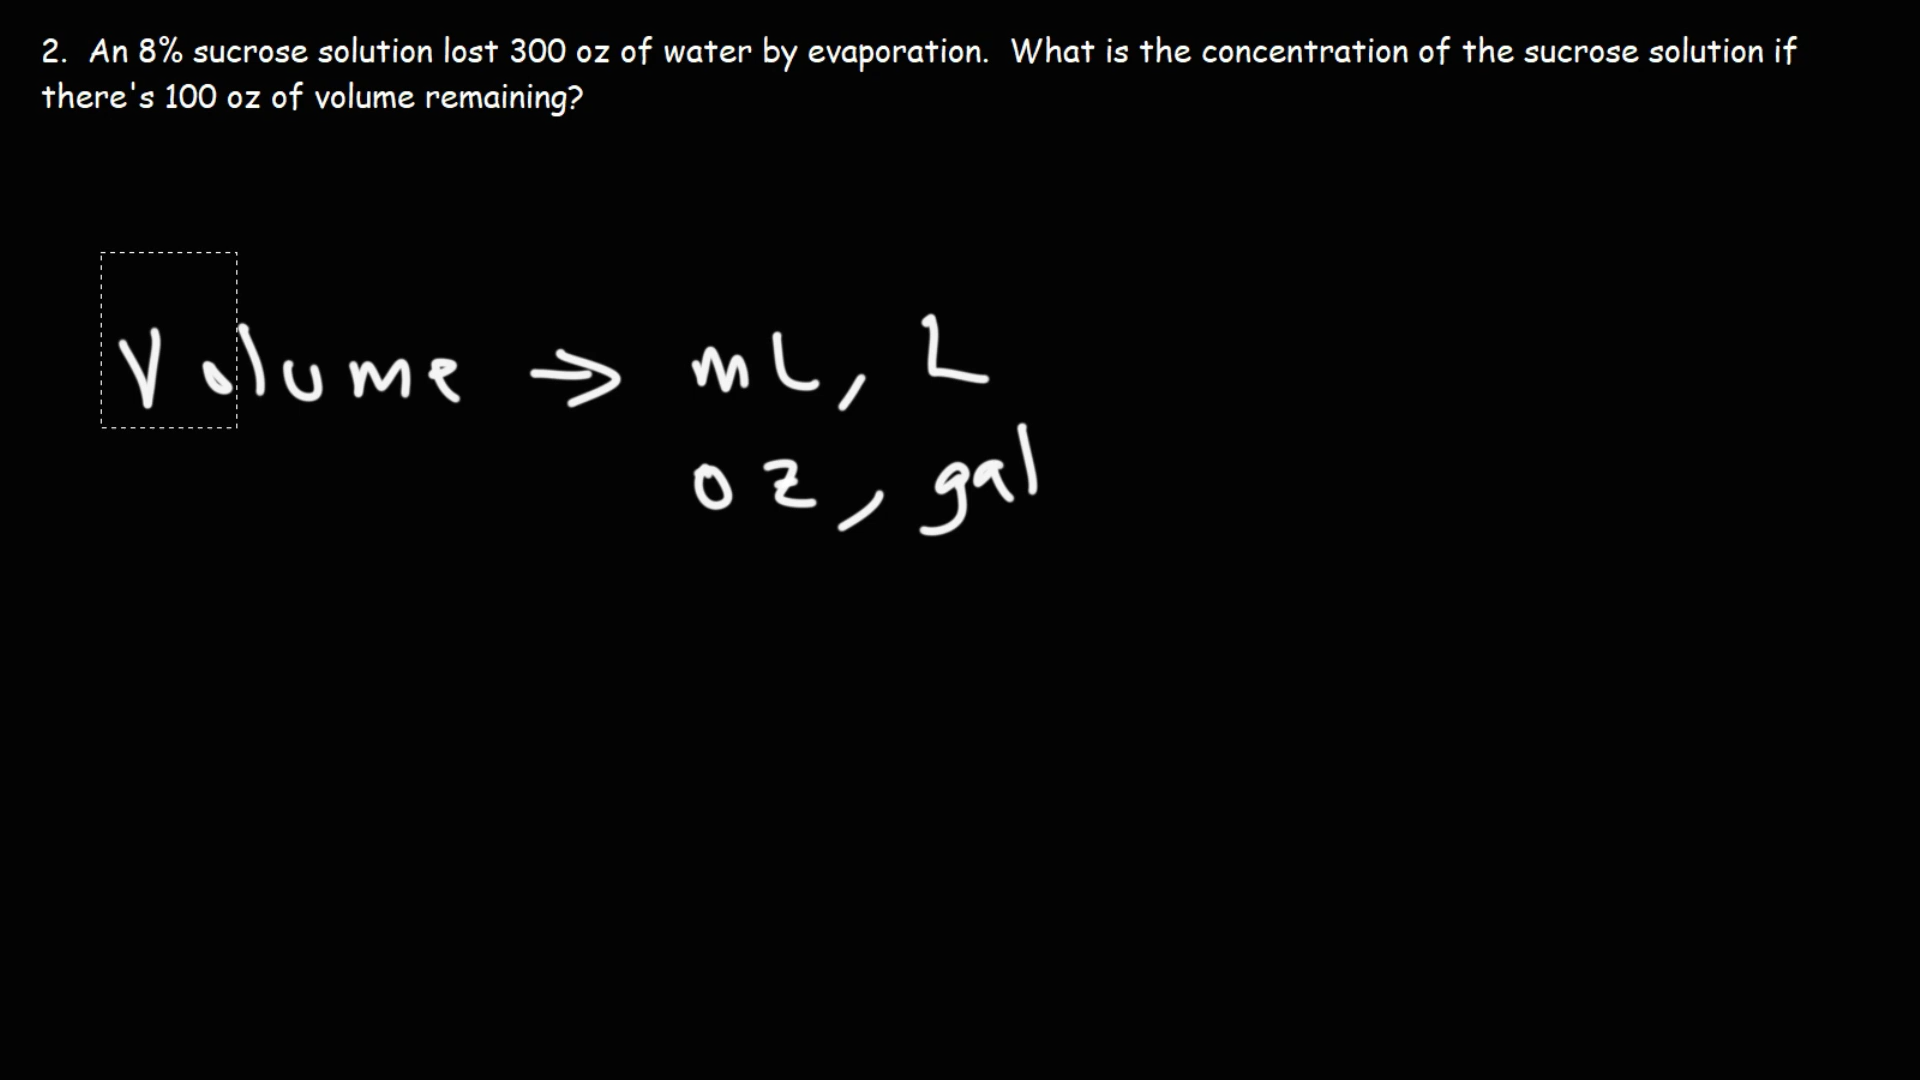 2. An 8% sucrose solution lost 300 oz of water by evaporation. What is the concentration of the sucrose solution if
there's 100 oz of volume remaining?
Volume → mL, L
oz, gal